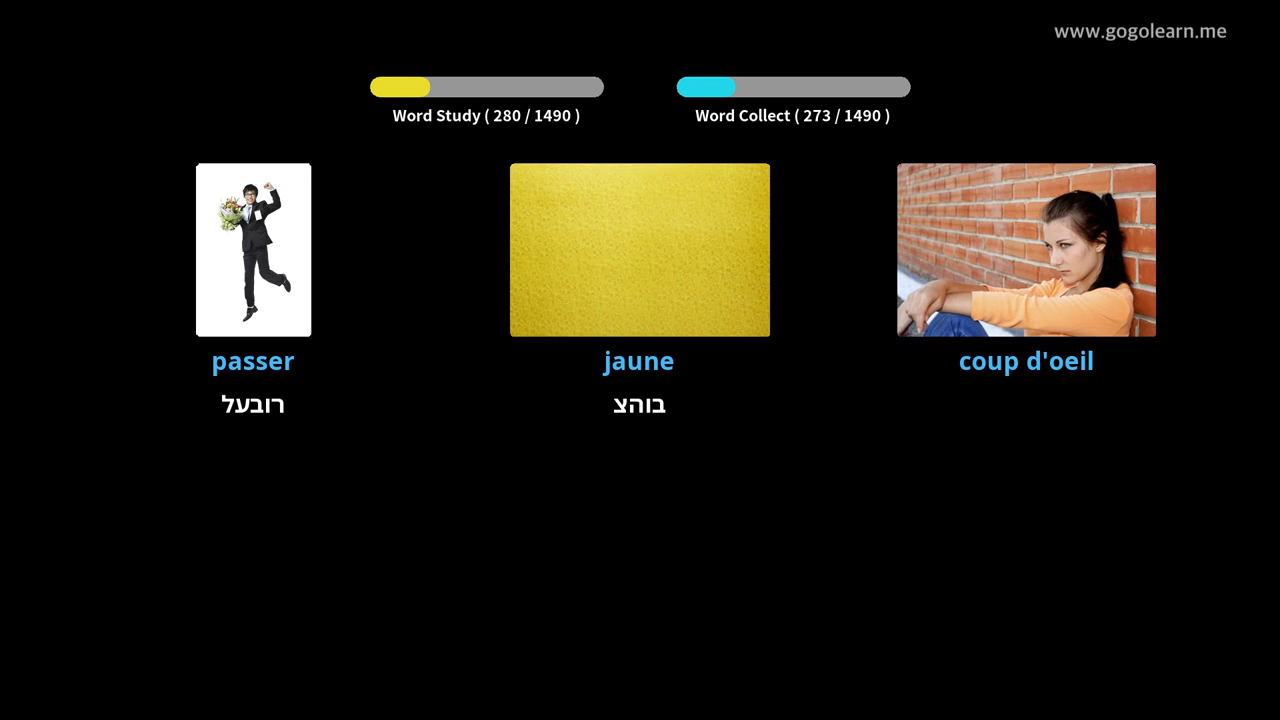 www.gogolearn.me
Word Study ( 280 / 1490 )
Word Collect ( 273 / 1490 )
passer
רובעל
jaune
בוהצ
coup d'oeil